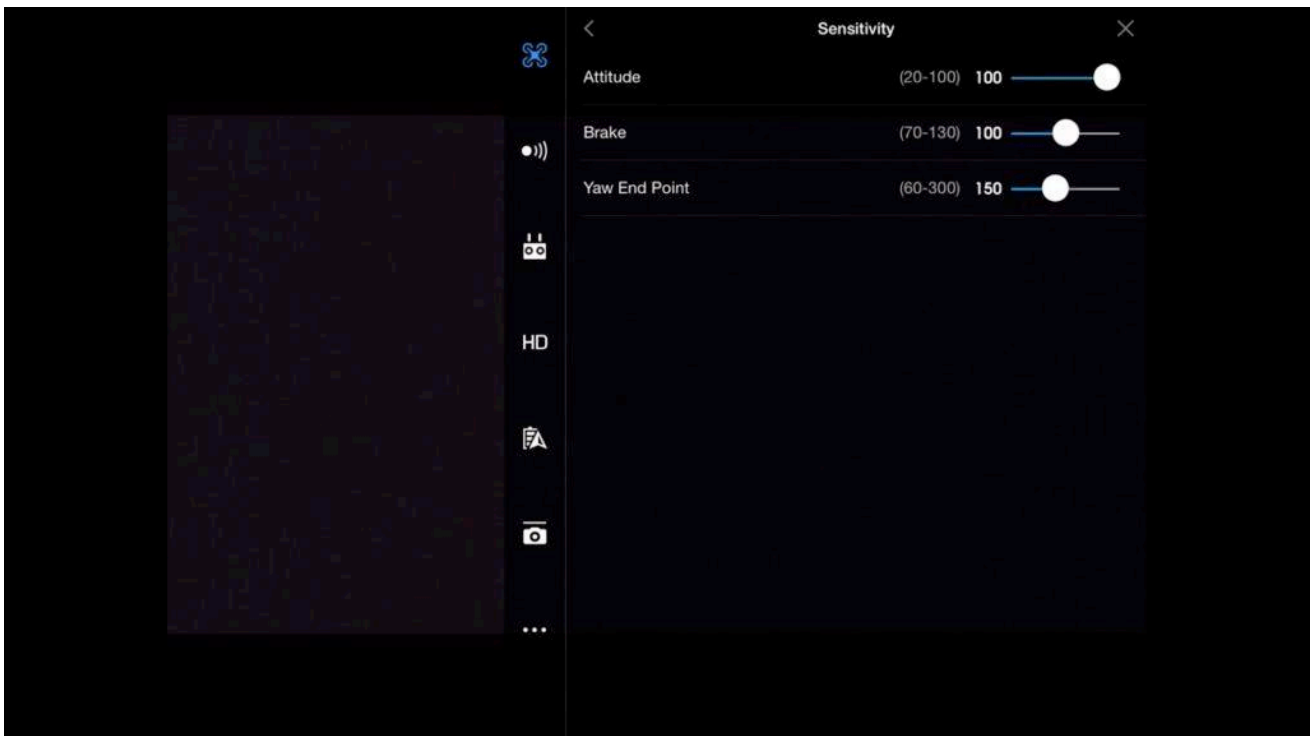 Sensitivity
Attitude (20-100) 100
Brake (70-130) 100
Yaw End Point (60-300) 150
HD